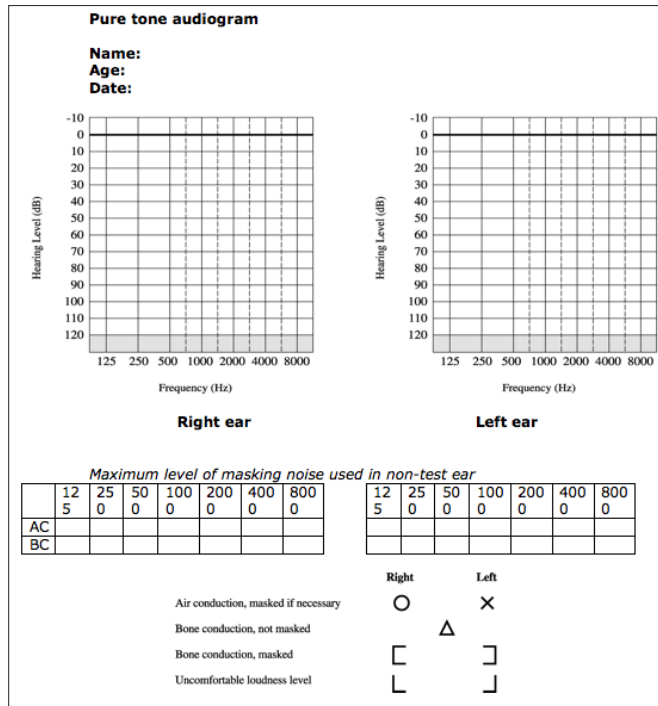 Pure tone audiogram
Name:
Age:
Date:
-10
0
10
20
30
40
50
60
70
80
90
100
110
120
Hearing Level (dB)
125 250 500 1000 2000 4000 8000
Frequency (Hz)
Right ear
-10
0
10
20
30
40
50
60
70
80
90
100
110
120
Hearing Level (dB)
125 250 500 1000 2000 4000 8000
Frequency (Hz)
Left ear
Maximum level of masking noise used in non-test ear
12 25 50 100 200 400 800
5 0 0 0 0 0 0
AC
BC
12 25 50 100 200 400 800
5 0 0 0 0 0 0
Right Left
Air conduction, masked if necessary
Bone conduction, not masked
Bone conduction, masked
Uncomfortable loudness level